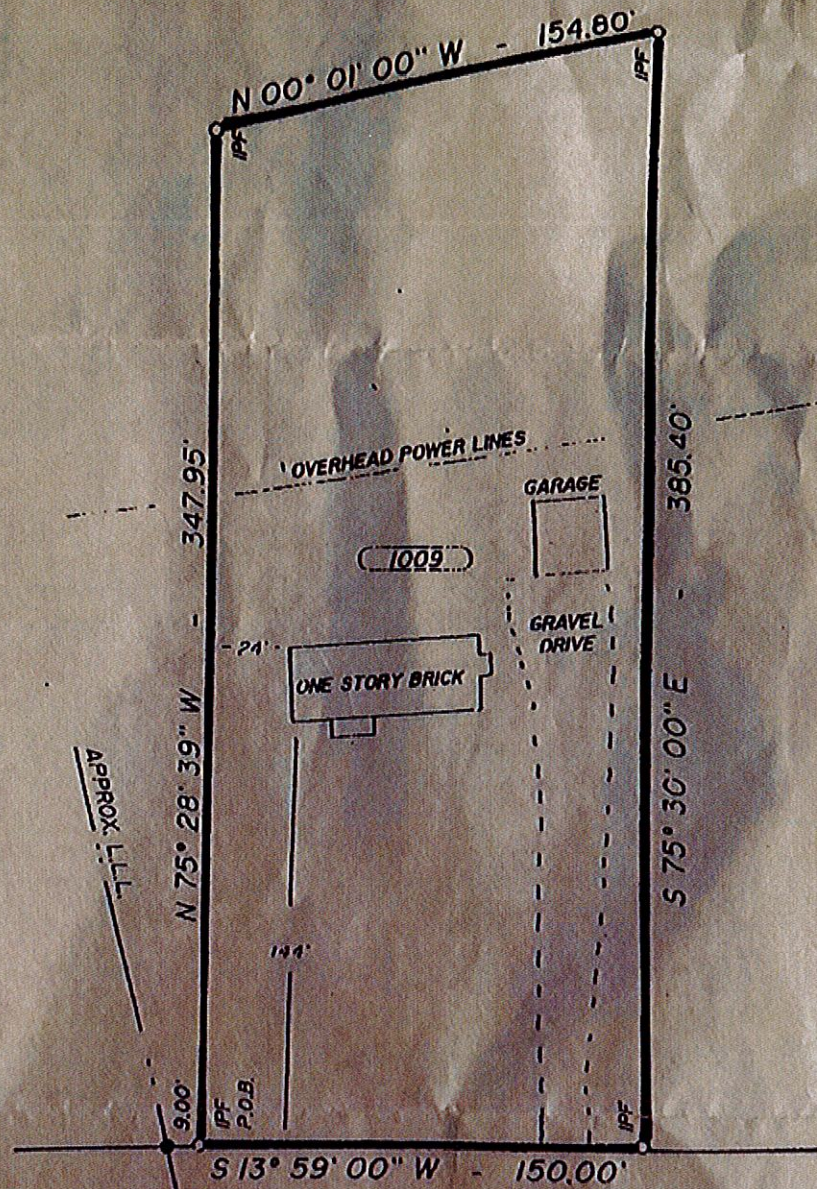 N 00° 01' 00" W - 154.80'
IPF
IPF
347.95'
385.40'
OVERHEAD POWER LINES
GARAGE
1009
GRAVEL
DRIVE
24'
ONE STORY BRICK
N 75° 28' 39" W -
S 75° 30' 00" E -
APPROX. L.L.L.
144'
9.00'
IPF
P.O.B.
IPF
S 13° 59' 00" W - 150.00'